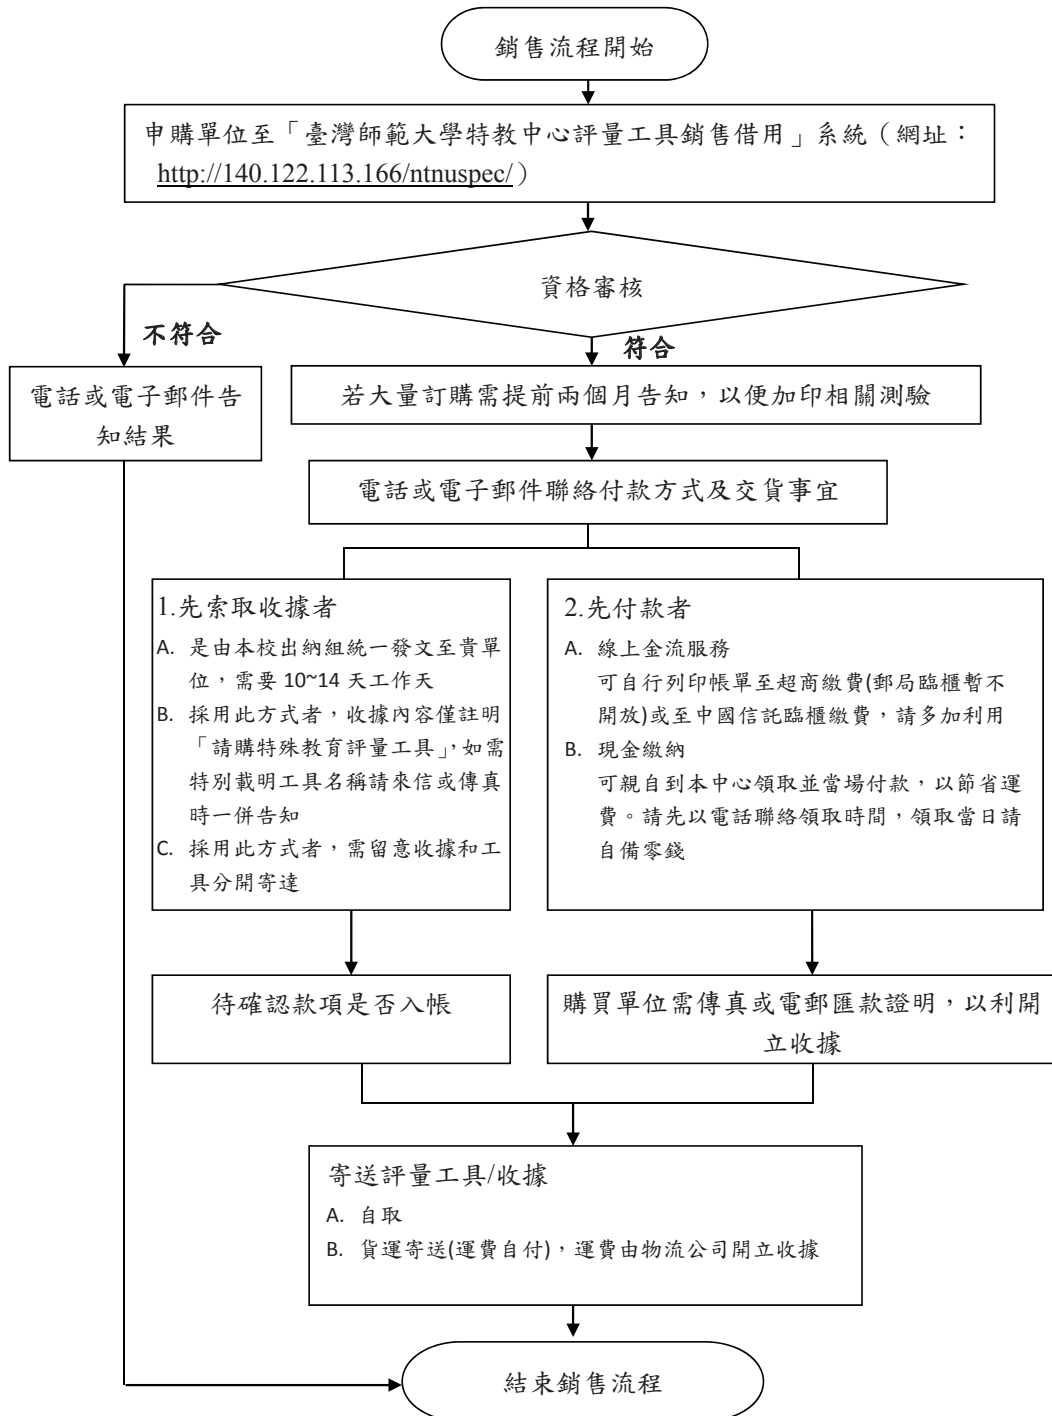 銷售流程開始
申購單位至「臺灣師範大學特教中心評量工具銷售借用」系統（網址：
http://140.122.113.166/ntnuspec/）
資格審核
不符合
符合
電話或電子郵件告
知結果
若大量訂購需提前兩個月告知，以便加印相關測驗
電話或電子郵件聯絡付款方式及交貨事宜
1.先索取收據者
A. 是由本校出納組統一發文至貴單
位，需要 10~14 天工作天
B. 採用此方式者，收據內容僅註明
「請購特殊教育評量工具」，如需
特別載明工具名稱請來信或傳真
時一併告知
C. 採用此方式者，需留意收據和工
具分開寄達
2.先付款者
A. 線上金流服務
可自行列印帳單至超商繳費(郵局臨櫃暫不
開放)或至中國信託臨櫃繳費，請多加利用
B. 現金繳納
可親自到本中心領取並當場付款，以節省運
費。請先以電話聯絡領取時間，領取當日請
自備零錢
待確認款項是否入帳
購買單位需傳真或電郵匯款證明，以利開
立收據
寄送評量工具/收據
A. 自取
B. 貨運寄送(運費自付)，運費由物流公司開立收據
結束銷售流程